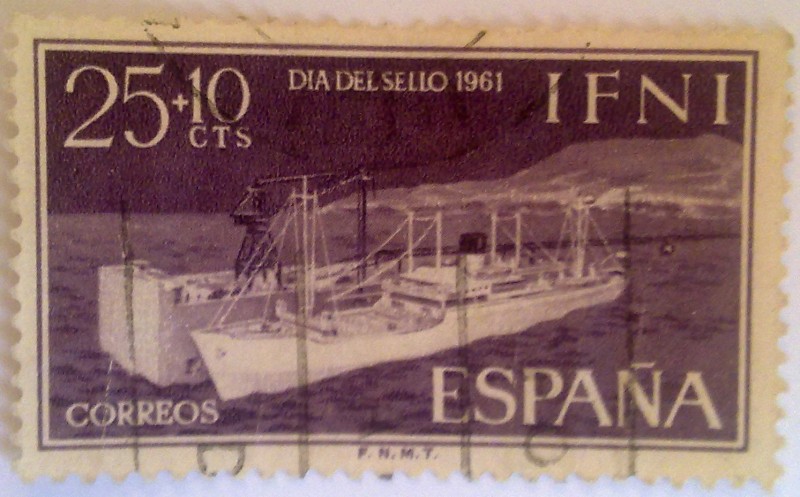 25+10 CTS
DIA DEL SELLO 1961
IFNI
CORREOS
ESPAÑA
F.N.M.T.